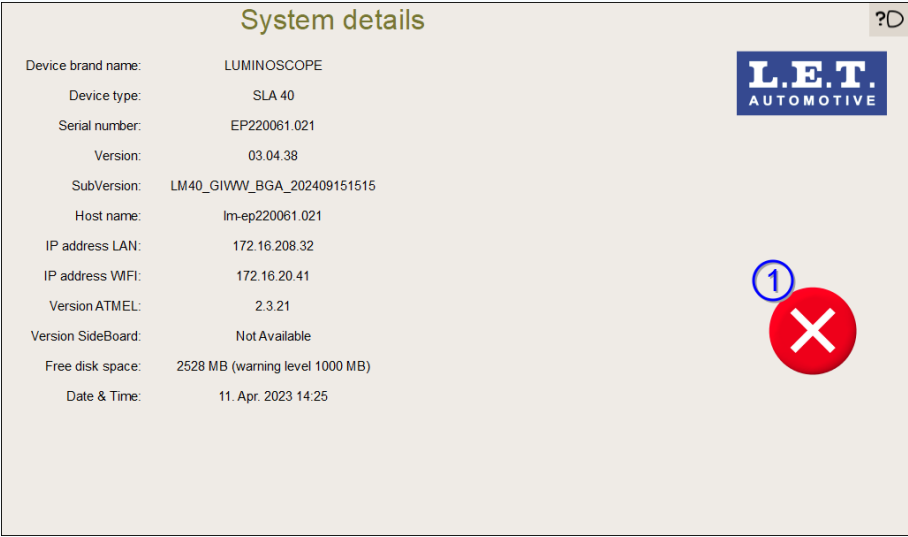 System details
?
Device brand name: LUMINOSCOPE
L.E.T.
AUTOMOTIVE
Device type: SLA 40
Serial number: EP220061.021
Version: 03.04.38
SubVersion: LM40_GIWW_BGA_202409151515
Host name: lm-ep220061.021
IP address LAN: 172.16.208.32
IP address WIFI: 172.16.20.41
1
Version ATMEL: 2.3.21
Version SideBoard: Not Available
Free disk space: 2528 MB (warning level 1000 MB)
Date & Time: 11. Apr. 2023 14:25